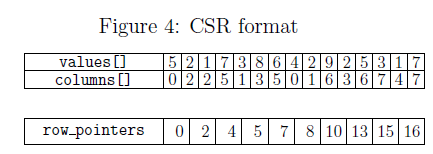 Figure 4: CSR format
values[] 5 2 1 7 3 8 6 4 2 9 2 5 3 1 7
columns[] 0 2 2 5 1 3 5 0 1 6 3 6 7 4 7
row_pointers 0 2 4 5 7 8 10 13 15 16